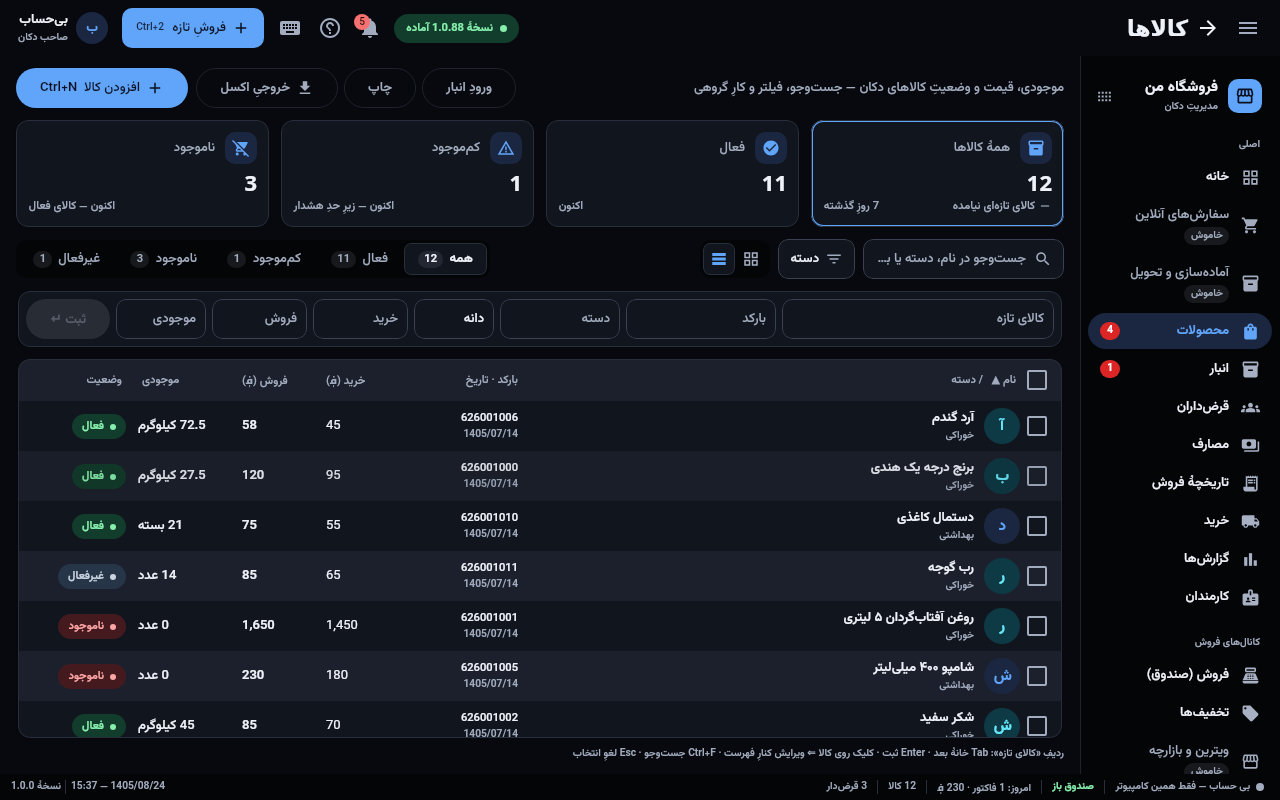 کالاها
نسخهٔ 1.0.88 آماده
5
فروشِ تازه Ctrl+2
ب
بی‌حساب
صاحب دکان
فروشگاه من
مدیریتِ دکان
اصلی
خانه
سفارش‌های آنلاین
خاموش
آماده‌سازی و تحویل
خاموش
محصولات 4
انبار 1
قرض‌داران
مصارف
تاریخچهٔ فروش
خرید
گزارش‌ها
کارمندان
کانال‌های فروش
فروش (صندوق)
تخفیف‌ها
ویترین و بازارچه
خاموش
موجودی، قیمت و وضعیتِ کالاهای دکان — جست‌وجو، فیلتر و کارِ گروهی
ورودِ انبار
چاپ
خروجیِ اکسل
افزودن کالا Ctrl+N
همهٔ کالاها
12
— کالای تازه‌ای نیامده 7 روزِ گذشته
فعال
11
اکنون
کم‌موجود
1
اکنون — زیرِ حدِ هشدار
ناموجود
3
اکنون — کالای فعال
جست‌وجو در نام، دسته یا ب...
دسته
همه 12
فعال 11
کم‌موجود 1
ناموجود 3
غیرفعال 1
کالای تازه
بارکد
دسته
دانه
خرید
فروش
موجودی
ثبت ↵
نام ▲ / دسته بارکد · تاریخ خرید (؋) فروش (؋) موجودی وضعیت
آ آرد گندم 626001006 45 58 72.5 کیلوگرم فعال
خوراکی 1405/07/14
ب برنج درجه یک هندی 626001000 95 120 27.5 کیلوگرم فعال
خوراکی 1405/07/14
د دستمال کاغذی 626001010 55 75 21 بسته فعال
بهداشتی 1405/07/14
ر رب گوجه 626001011 65 85 14 عدد غیرفعال
خوراکی 1405/07/14
ر روغن آفتاب‌گردان ۵ لیتری 626001001 1,450 1,650 0 عدد ناموجود
خوراکی 1405/07/14
ش شامپو ۴۰۰ میلی‌لیتر 626001005 180 230 0 عدد ناموجود
بهداشتی 1405/07/14
ش شکر سفید 626001002 70 85 45 کیلوگرم فعال
خوراکی 1405/07/14
ردیفِ «کالای تازه»: Tab خانهٔ بعد · Enter ثبت · کلیک روی کالا ⇐ ویرایش کنارِ فهرست · Ctrl+F جست‌وجو · Esc لغوِ انتخاب
بی حساب — فقط همین کامپیوتر
صندوق باز
امروز: 1 فاکتور · 230 ؋
12 کالا
3 قرض‌دار
1405/08/24 — 15:37
نسخهٔ 1.0.0